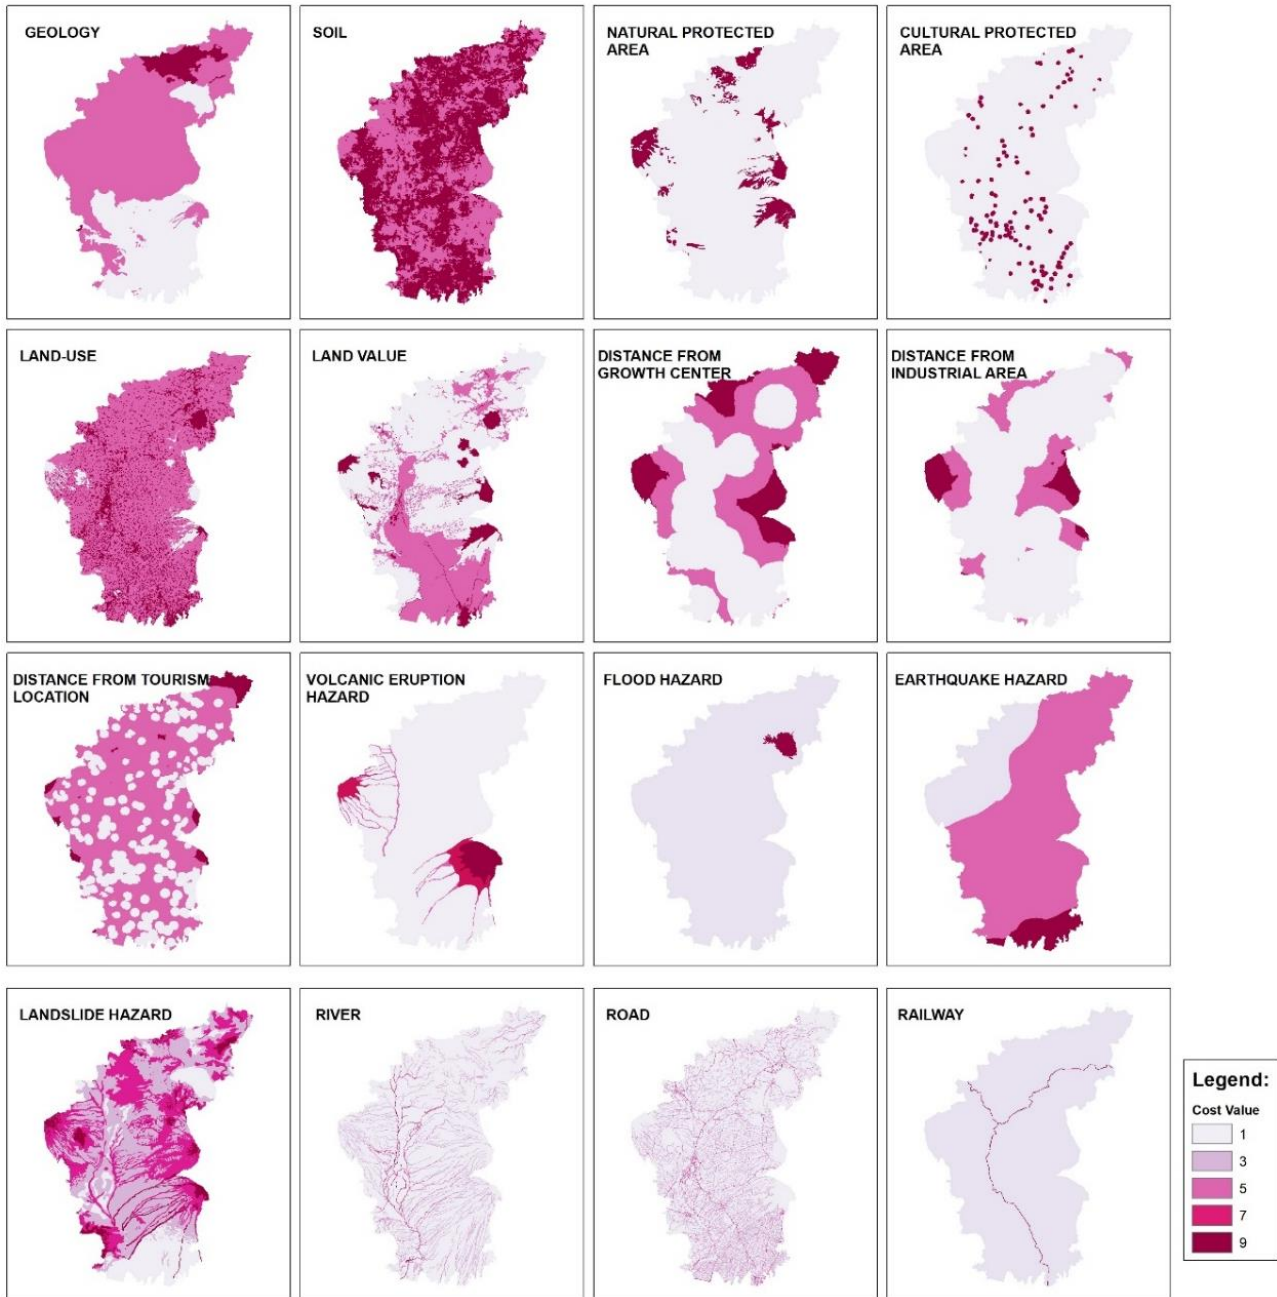 GEOLOGY
SOIL
NATURAL PROTECTED
AREA
CULTURAL PROTECTED
AREA
LAND-USE
LAND VALUE
DISTANCE FROM
GROWTH CENTER
DISTANCE FROM
INDUSTRIAL AREA
DISTANCE FROM TOURISM
LOCATION
VOLCANIC ERUPTION
HAZARD
FLOOD HAZARD
EARTHQUAKE HAZARD
LANDSLIDE HAZARD
RIVER
ROAD
RAILWAY
Legend:
Cost Value
1
3
5
7
9